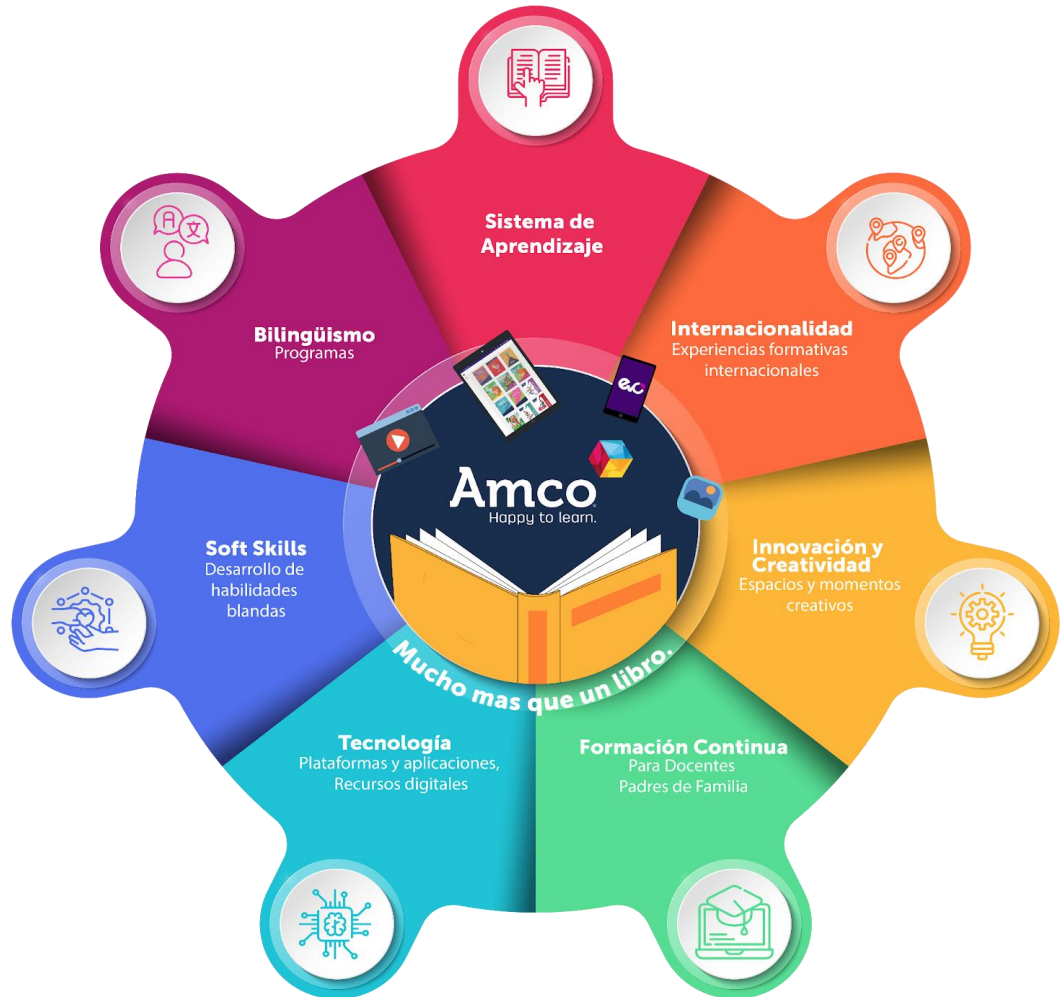 Sistema de
Aprendizaje
Internacionalidad
Experiencias formativas
internacionales
Innovación y
Creatividad
Espacios y momentos
creativos
Formación Continua
Para Docentes
Padres de Familia
Tecnología
Plataformas y aplicaciones,
Recursos digitales
Soft Skills
Desarrollo de
habilidades
blandas
Bilingüismo
Programas
A 文
evo
Amco
Happy to learn.
Mucho mas que un libro.